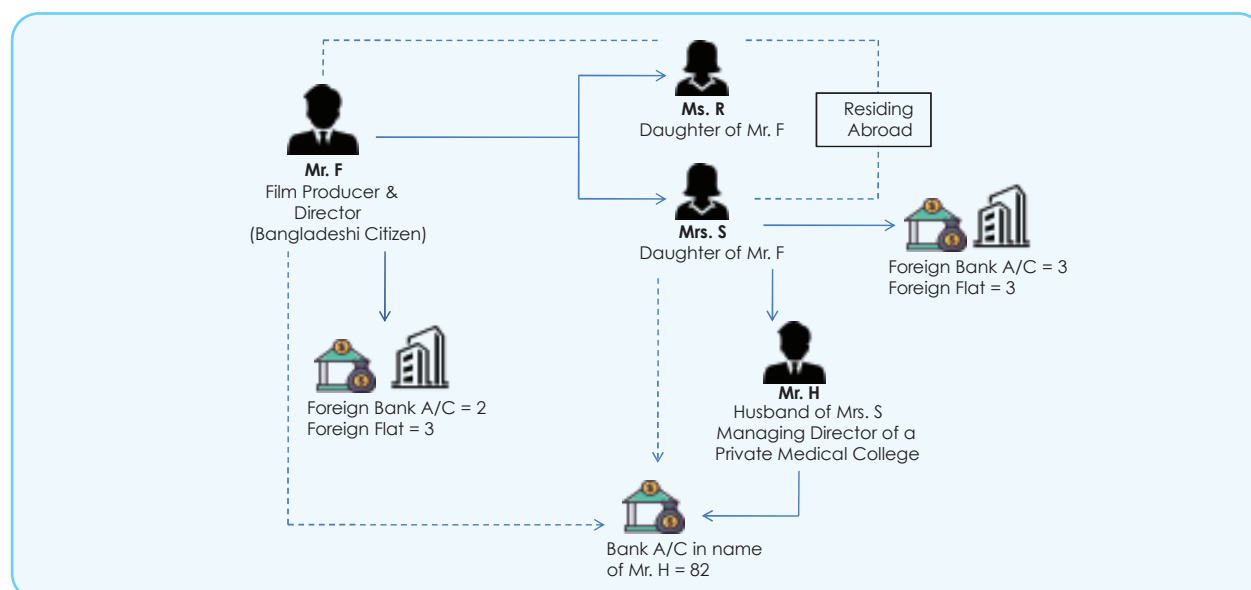 Ms. R
Daughter of Mr. F
Residing
Abroad
Mr. F
Film Producer &
Director
(Bangladeshi Citizen)
Mrs. S
Daughter of Mr. F
Foreign Bank A/C = 3
Foreign Flat = 3
Foreign Bank A/C = 2
Foreign Flat = 3
Mr. H
Husband of Mrs. S
Managing Director of a
Private Medical College
Bank A/C in name
of Mr. H = 82